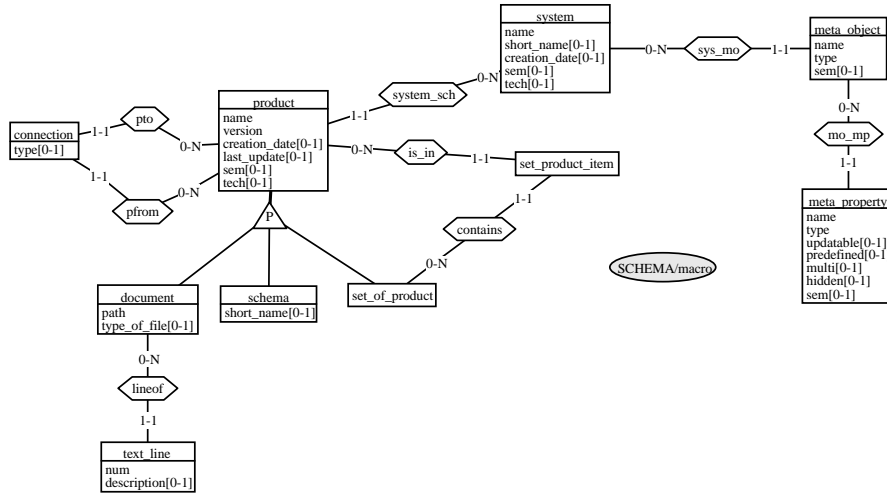 system
name
short_name[0-1]
creation_date[0-1]
sem[0-1]
tech[0-1]
0-N
sys_mo
1-1
meta_object
name
type
sem[0-1]
0-N
system_sch
1-1
0-N
mo_mp
1-1
product
name
version
creation_date[0-1]
last_update[0-1]
sem[0-1]
tech[0-1]
connection
type[0-1]
1-1
pto
0-N
1-1
pfrom
0-N
0-N
is_in
1-1
set_product_item
1-1
contains
0-N
meta_property
name
type
updatable[0-1]
predefined[0-1
multi[0-1]
hidden[0-1]
sem[0-1]
P
SCHEMA/macro
document
path
type_of_file[0-1]
schema
short_name[0-1]
set_of_product
0-N
lineof
1-1
text_line
num
description[0-1]